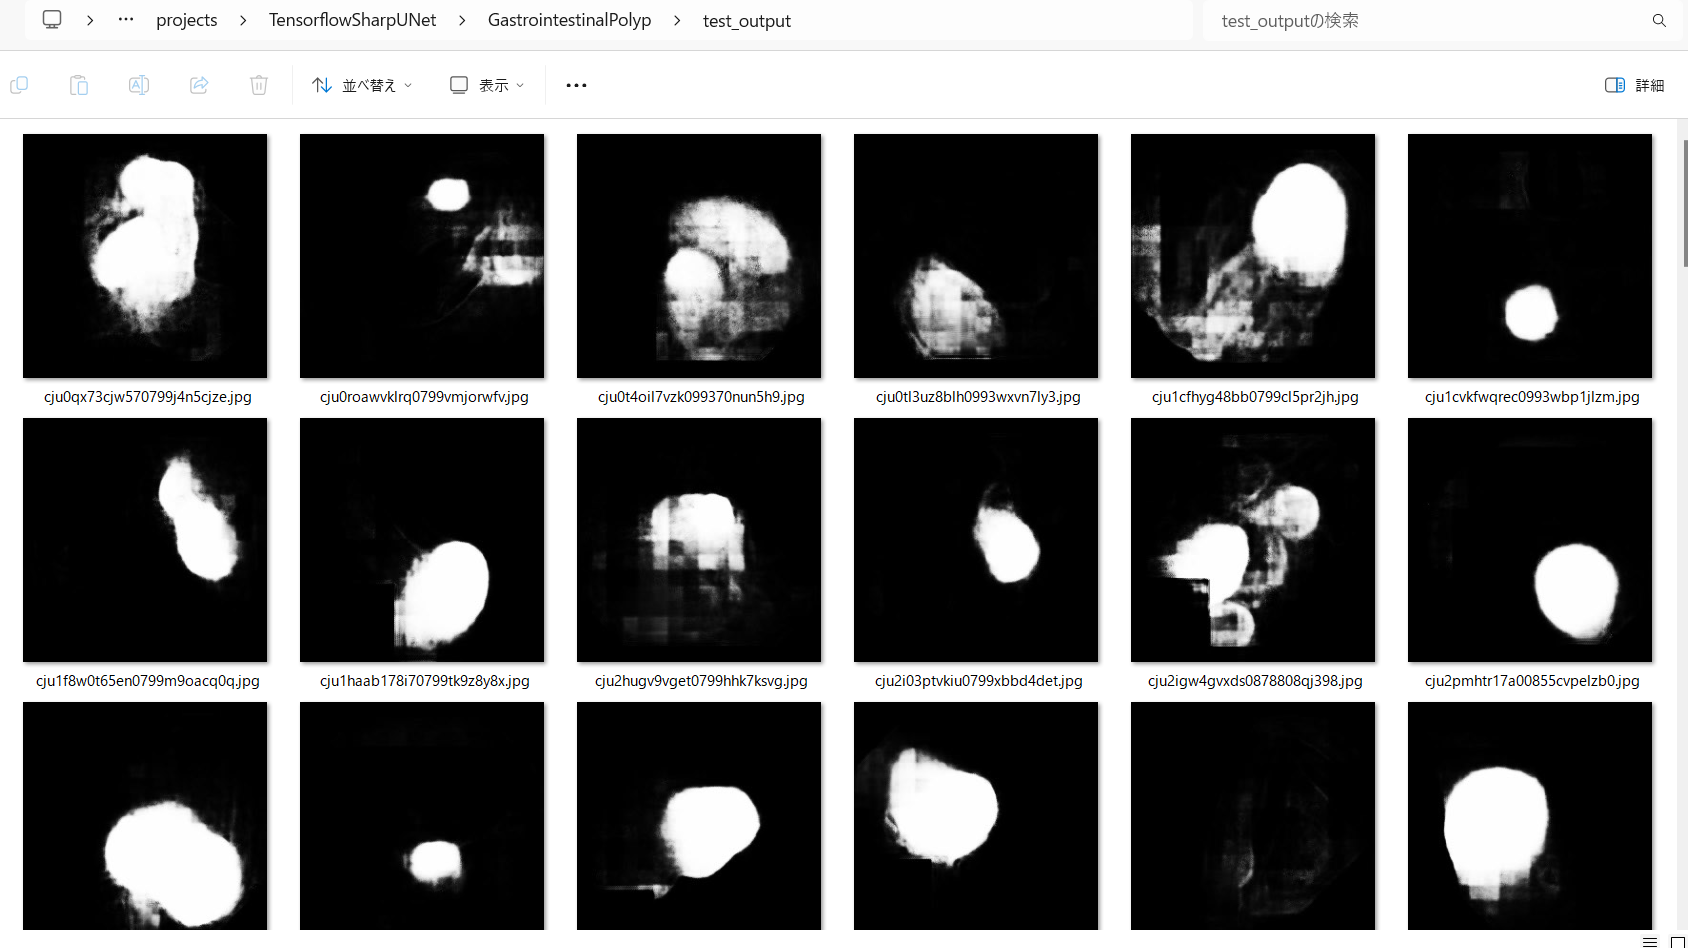 projects > TensorflowSharpUNet > GastrointestinalPolyp > test_output
test_outputの検索
並べ替え 表示 詳細
cju0qx73cjw570799j4n5cjze.jpg cju0roawvklrq0799vmjorwfv.jpg cju0t4oil7vzk099370nun5h9.jpg cju0tl3uz8blh0993wxvn7ly3.jpg cju1cfhyg48bb0799cl5pr2jh.jpg cju1cvkfwqrec0993wbp1jlzm.jpg
cju1f8w0t65en0799m9oacq0q.jpg cju1haab178i70799tk9z8y8x.jpg cju2hugv9vget0799hhk7ksvg.jpg cju2i03ptvkiu0799xbbd4det.jpg cju2igw4gvxds0878808qj398.jpg cju2pmhtr17a00855cvpelzb0.jpg